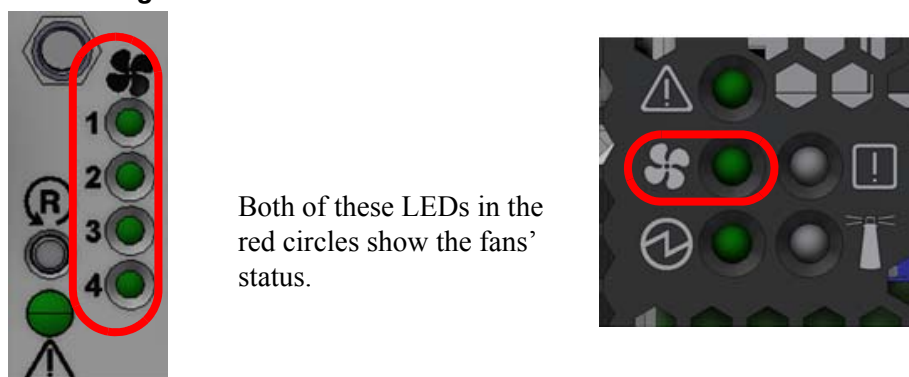 1
2
R
3
4
Both of these LEDs in the
red circles show the fans’
status.